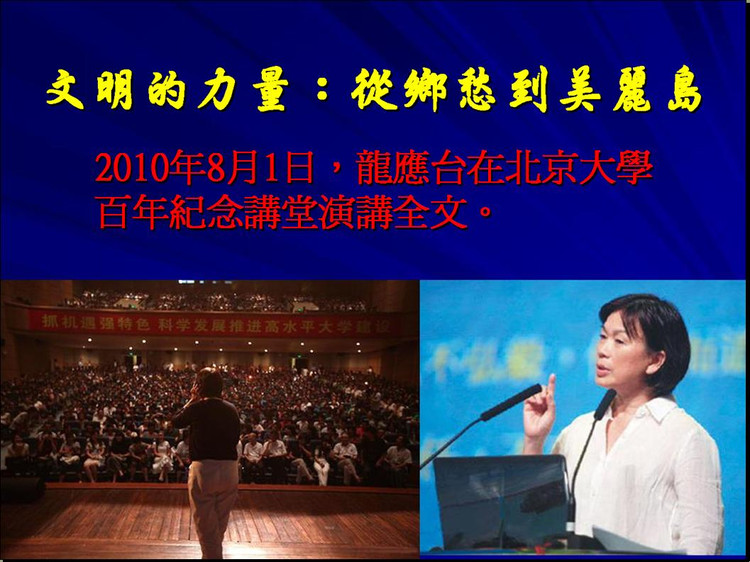 文明的力量：從鄉愁到美麗島
2010年8月1日，龍應台在北京大學
百年紀念講堂演講全文。
抓机遇强特色 科学发展推进高水平大学建设
不弘毅，